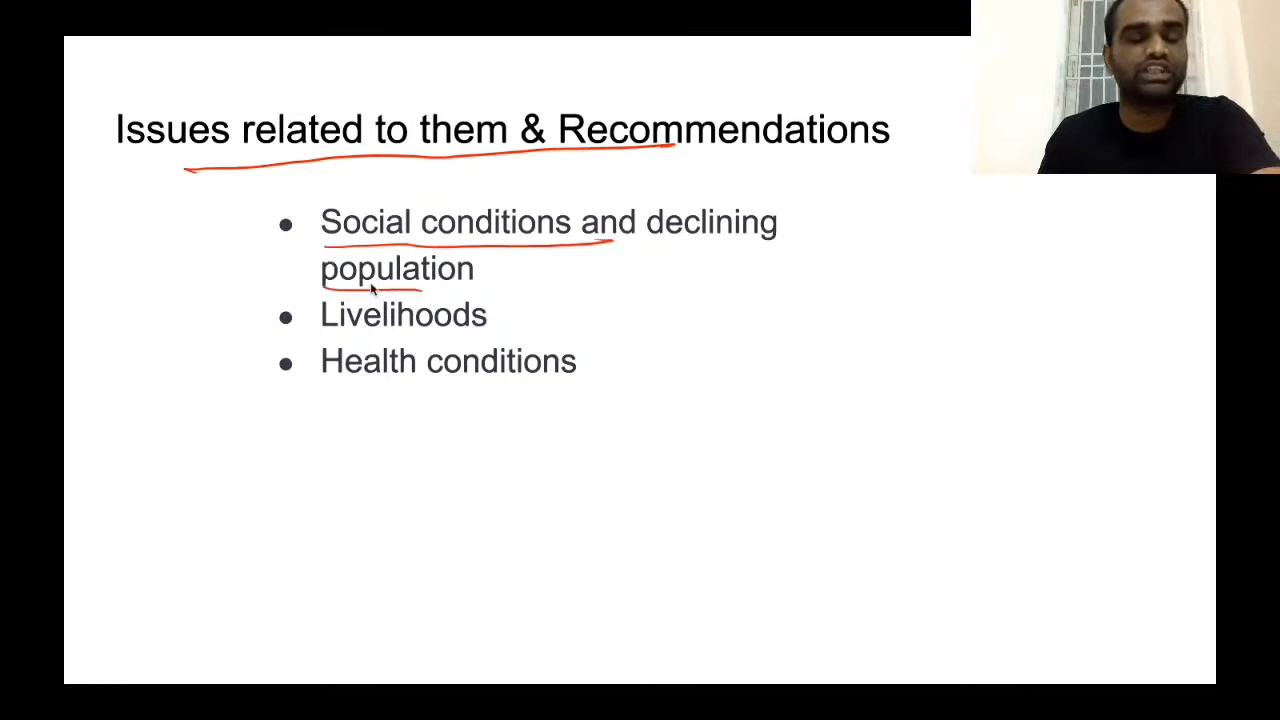 Issues related to them & Recommendations
● Social conditions and declining
population
● Livelihoods
● Health conditions